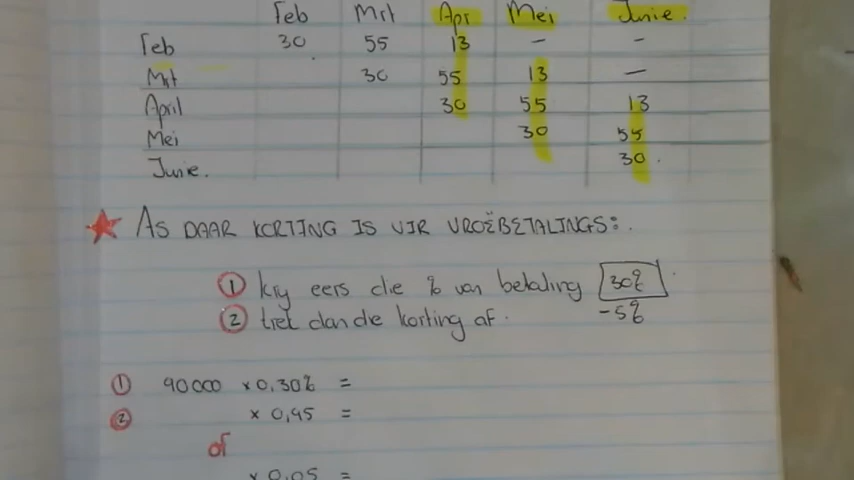 Feb Mrt Apr Mei Junie.
Feb 30 55 13 – –
Mrt 30 55 13 –
April 30 55 13
Mei 30 55
Junie. 30.
AS DAAR KORTING IS VIR VROËBETALINGS:
① kry eers die % van betaling 30%
② trek dan die korting af. -5%
① 90000 x 0,30% =
② x 0,95 =
of
x 0,05 =